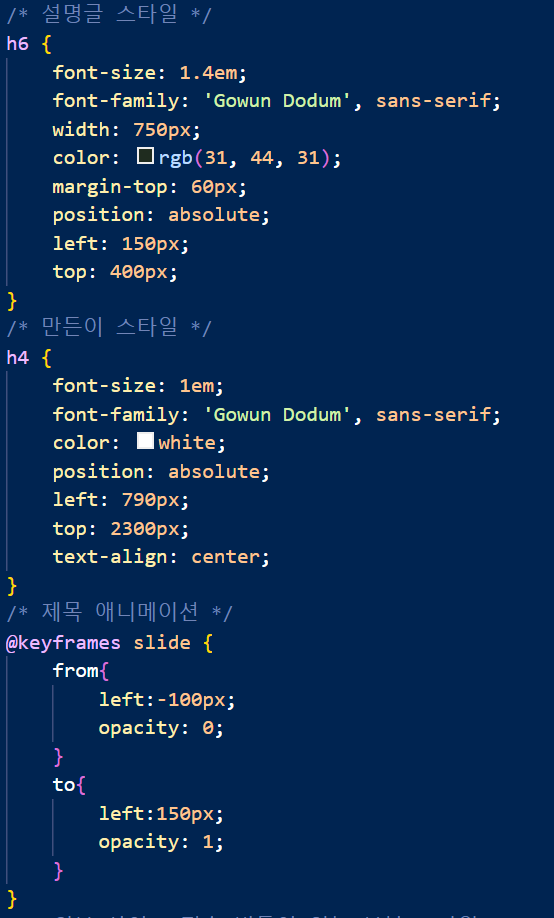 /* 설명글 스타일 */
h6 {
font-size: 1.4em;
font-family: 'Gowun Dodum', sans-serif;
width: 750px;
color: rgb(31, 44, 31);
margin-top: 60px;
position: absolute;
left: 150px;
top: 400px;
}
/* 만든이 스타일 */
h4 {
font-size: 1em;
font-family: 'Gowun Dodum', sans-serif;
color: white;
position: absolute;
left: 790px;
top: 2300px;
text-align: center;
}
/* 제목 애니메이션 */
@keyframes slide {
from{
left:-100px;
opacity: 0;
}
to{
left:150px;
opacity: 1;
}
}